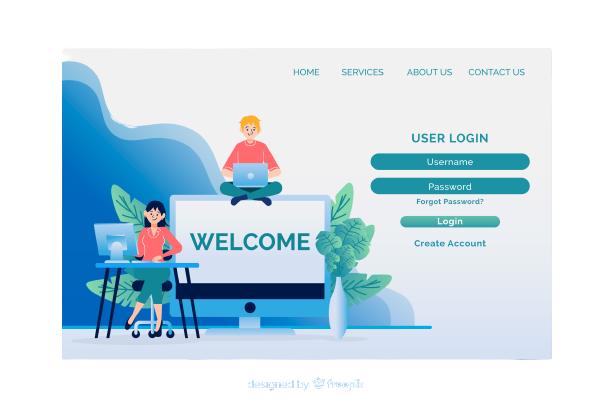 HOME SERVICES ABOUT US CONTACT US
USER LOGIN
Username
Password
Forgot Password?
Login
Create Account
WELCOME
designed by freepik